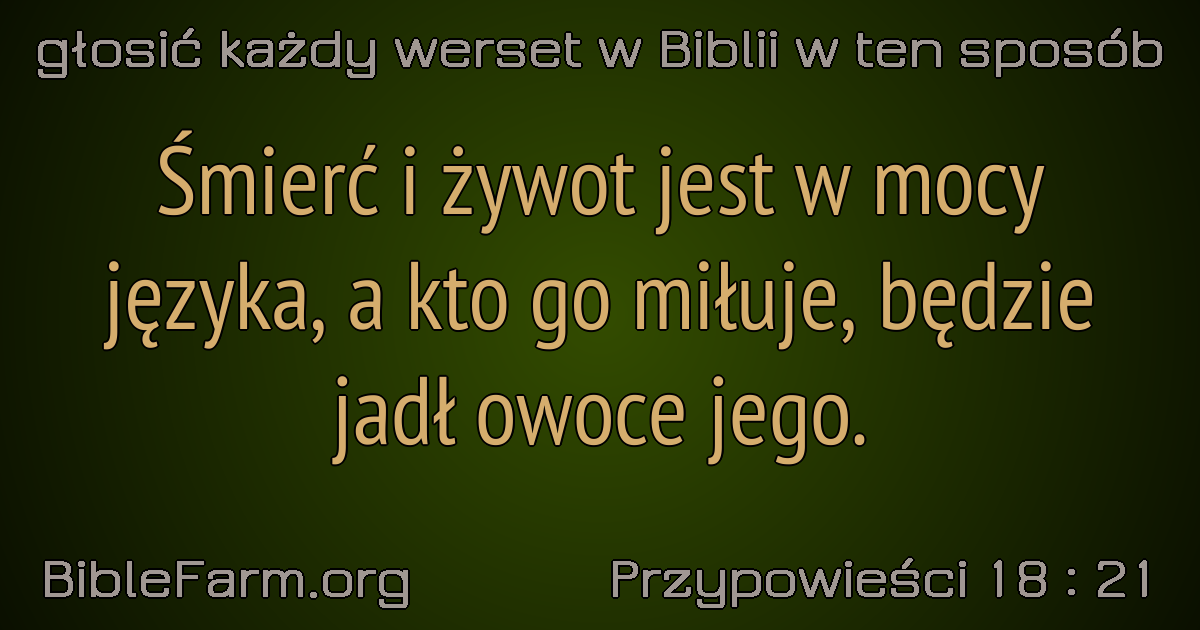 głosić każdy werset w Biblii w ten sposób
Śmierć i żywot jest w mocy
języka, a kto go miłuje, będzie
jadł owoce jego.
BibleFarm.org
Przypowieści 18 : 21